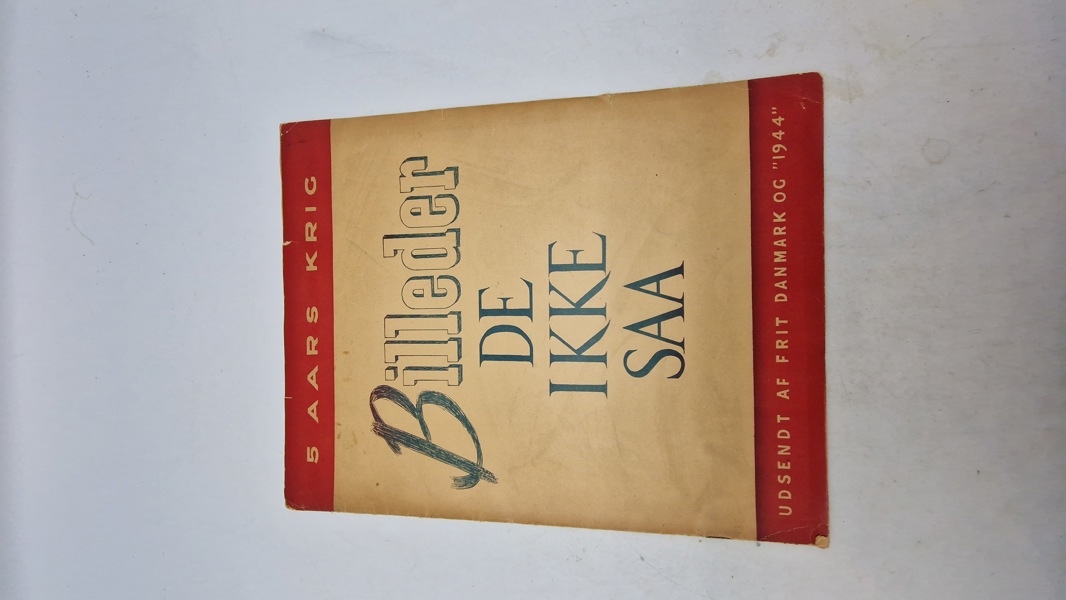 5 AARS KRIG
Billeder
DE
IKKE
SAA
UDSENDT AF FRIT DANMARK OG "1944"